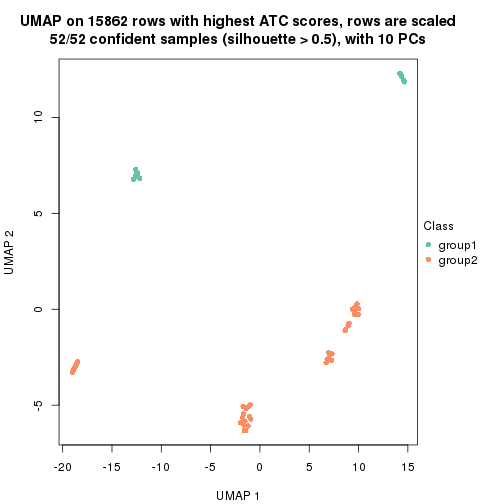 UMAP on 15862 rows with highest ATC scores, rows are scaled
52/52 confident samples (silhouette > 0.5), with 10 PCs
10
5
0
-5
UMAP 2
-20
-15
-10
-5
0
5
10
15
UMAP 1
Class
group1
group2